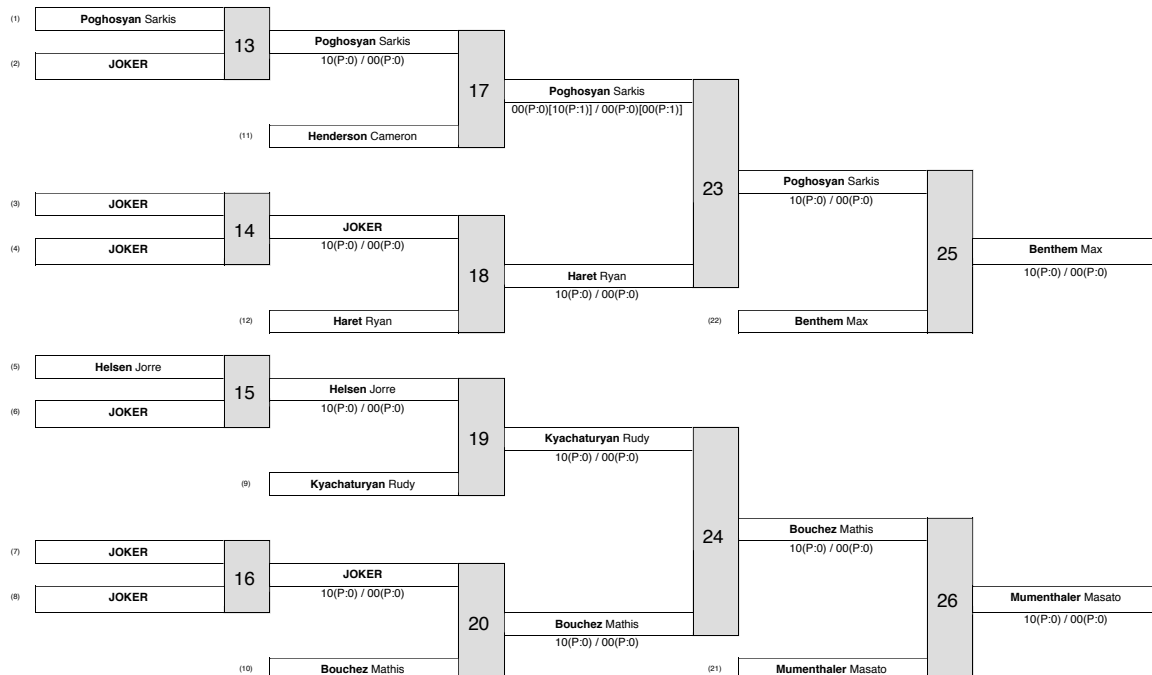 (1) Poghosyan Sarkis
13
(2) JOKER
Poghosyan Sarkis
10(P:0) / 00(P:0)
17
(11) Henderson Cameron
Poghosyan Sarkis
00(P:0)[10(P:1)] / 00(P:0)[00(P:1)]
23
(3) JOKER
14
(4) JOKER
JOKER
10(P:0) / 00(P:0)
18
(12) Haret Ryan
Haret Ryan
10(P:0) / 00(P:0)
Poghosyan Sarkis
10(P:0) / 00(P:0)
25
(22) Benthem Max
Benthem Max
10(P:0) / 00(P:0)
(5) Helsen Jorre
15
(6) JOKER
Helsen Jorre
10(P:0) / 00(P:0)
19
(9) Kyachaturyan Rudy
Kyachaturyan Rudy
10(P:0) / 00(P:0)
24
(7) JOKER
16
(8) JOKER
JOKER
10(P:0) / 00(P:0)
20
(10) Bouchez Mathis
Bouchez Mathis
10(P:0) / 00(P:0)
Bouchez Mathis
10(P:0) / 00(P:0)
26
(21) Mumenthaler Masato
Mumenthaler Masato
10(P:0) / 00(P:0)